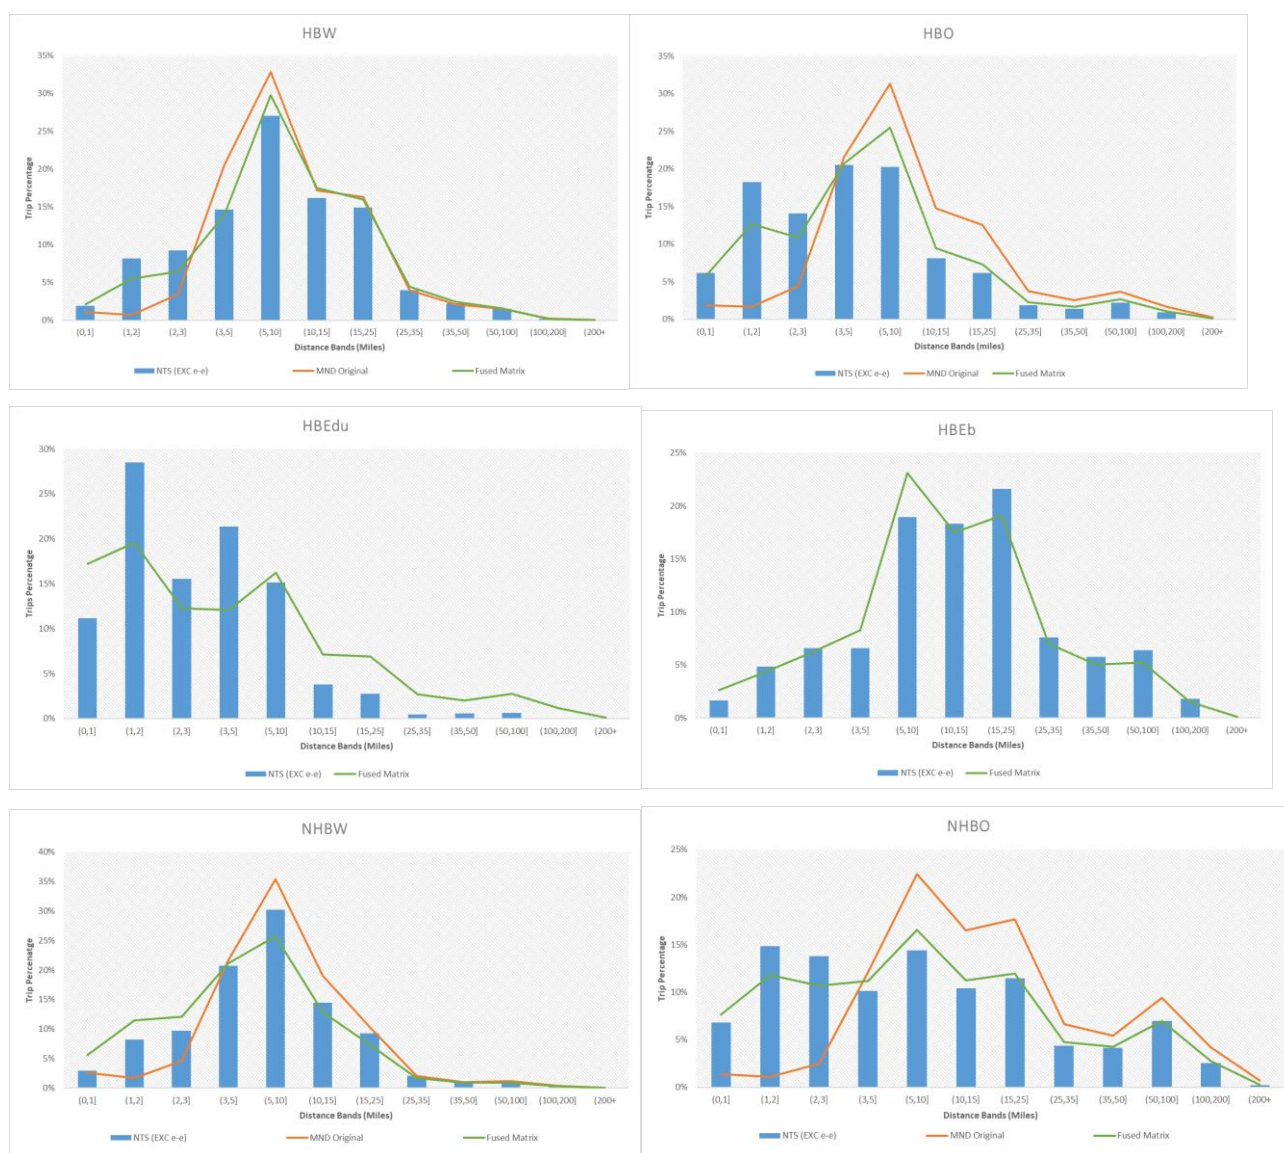 HBW
35%
30%
25%
20%
15%
10%
5%
0%
Trip Percentage
(0,1] (1,2] (2,3] (3,5] (5,10] (10,15] (15,25] (25,35] (35,50] (50,100] (100,200] (200+
Distance Bands (Miles)
NTS (EXC e-e) MND Original Fused Matrix
HBO
35%
30%
25%
20%
15%
10%
5%
0%
Trip Percenatge
(0,1] (1,2] (2,3] (3,5] (5,10] (10,15] (15,25] (25,35] (35,50] (50,100] (100,200] (200+
Distance Bands (miles)
NTS (EXC e-e) MND Original Fused Matrix
HBEdu
30%
25%
20%
15%
10%
5%
0%
Trips Percenatge
(0,1] (1,2] (2,3] (3,5] (5,10] (10,15] (15,25] (25,35] (35,50] (50,100] (100,200] (200+
Distance Bands (Miles)
NTS (EXC e-e) Fused Matrix
HBEb
25%
20%
15%
10%
5%
0%
Trip Percentage
(0,1] (1,2] (2,3] (3,5] (5,10] (10,15] (15,25] (25,35] (35,50] (50,100] (100,200] (200+
Distance Bands (Miles)
NTS (EXC e-e) Fused Matrix
NHBW
40%
35%
30%
25%
20%
15%
10%
5%
0%
Trip Percenatge
(0,1] (1,2] (2,3] (3,5] (5,10] (10,15] (15,25] (25,35] (35,50] (50,100] (100,200] (200+
Distance Bands (Miles)
NTS (EXC e-e) MND Original Fused Matrix
NHBO
25%
20%
15%
10%
5%
0%
Trip Percentage
(0,1] (1,2] (2,3] (3,5] (5,10] (10,15] (15,25] (25,35] (35,50] (50,100] (100,200] (200+
Distance Bands (Miles)
NTS (EXC e-e) MND Original Fused Matrix